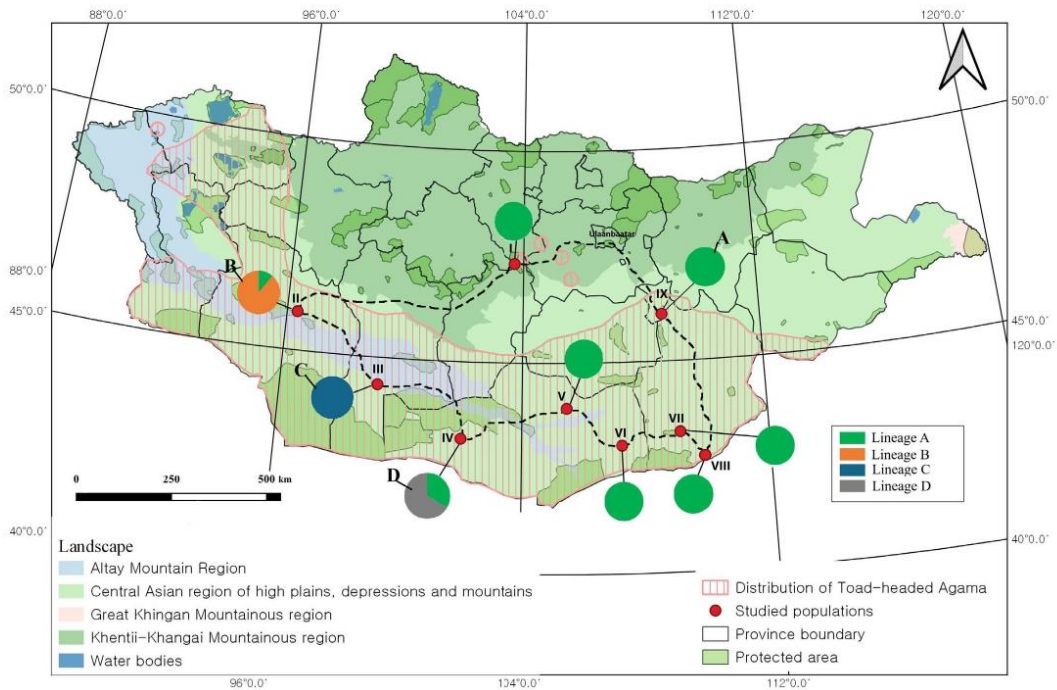 88°0.0' 96°0.0' 104°0.0' 112°0.0' 120°0.0'
50°0.0' 50°0.0'
Ulaanbaatar
A
88°0.0'
B
II
IX
45°0.0' 45°0.0'
120°0.0'
III
C
V
IV
VI
VII
VIII
D
Lineage A
Lineage B
Lineage C
Lineage D
0 250 500 km
40°0.0' 40°0.0'
Landscape
Altay Mountain Region
Central Asian region of high plains, depressions and mountains
Great Khingan Mountainous region
Khentii-Khangai Mountainous region
Water bodies
Distribution of Toad-headed Agama
Studied populations
Province boundary
Protected area
96°0.0' 104°0.0' 112°0.0'